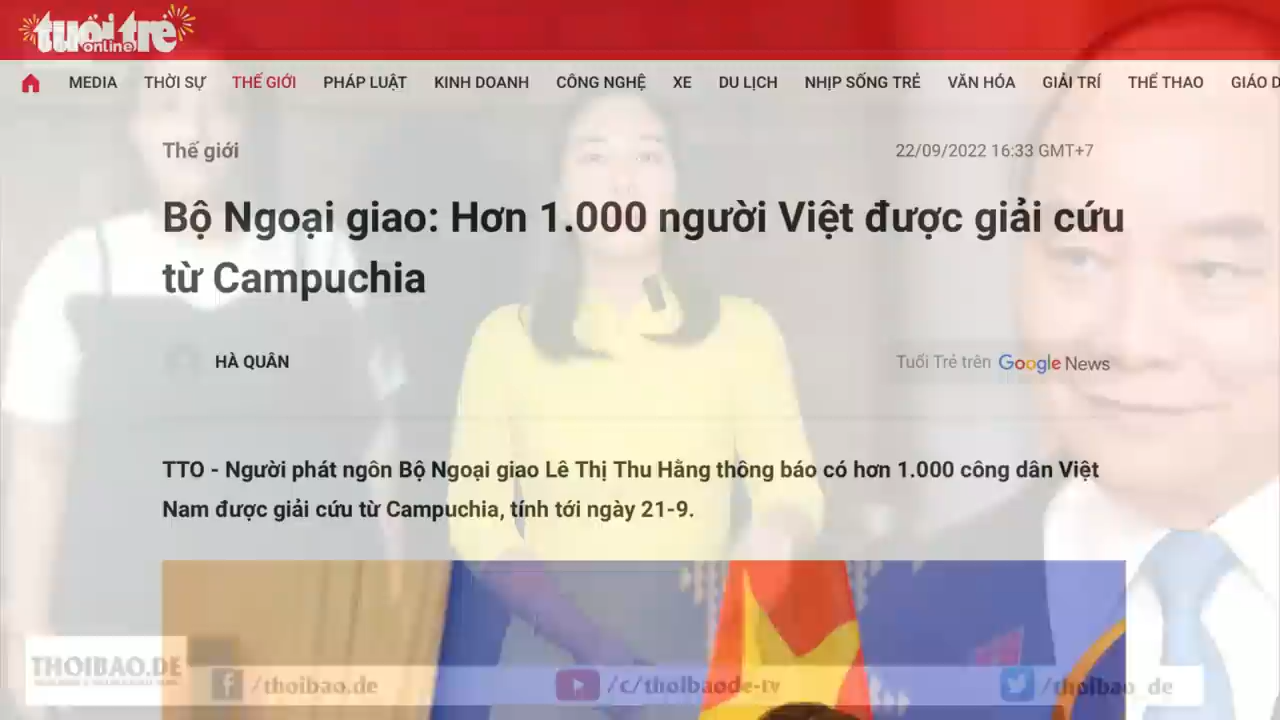 tuổi trẻ
online
MEDIA THỜI SỰ THẾ GIỚI PHÁP LUẬT KINH DOANH CÔNG NGHỆ XE DU LỊCH NHỊP SỐNG TRẺ VĂN HÓA GIẢI TRÍ THỂ THAO GIÁO D
Thế giới 22/09/2022 16:33 GMT+7
Bộ Ngoại giao: Hơn 1.000 người Việt được giải cứu
từ Campuchia
HÀ QUÂN Tuổi Trẻ trên Google News
TTO - Người phát ngôn Bộ Ngoại giao Lê Thị Thu Hằng thông báo có hơn 1.000 công dân Việt
Nam được giải cứu từ Campuchia, tính tới ngày 21-9.
THOIBAO.DE
/thoibao.de /c/thoibaode-tv /thoibao_de